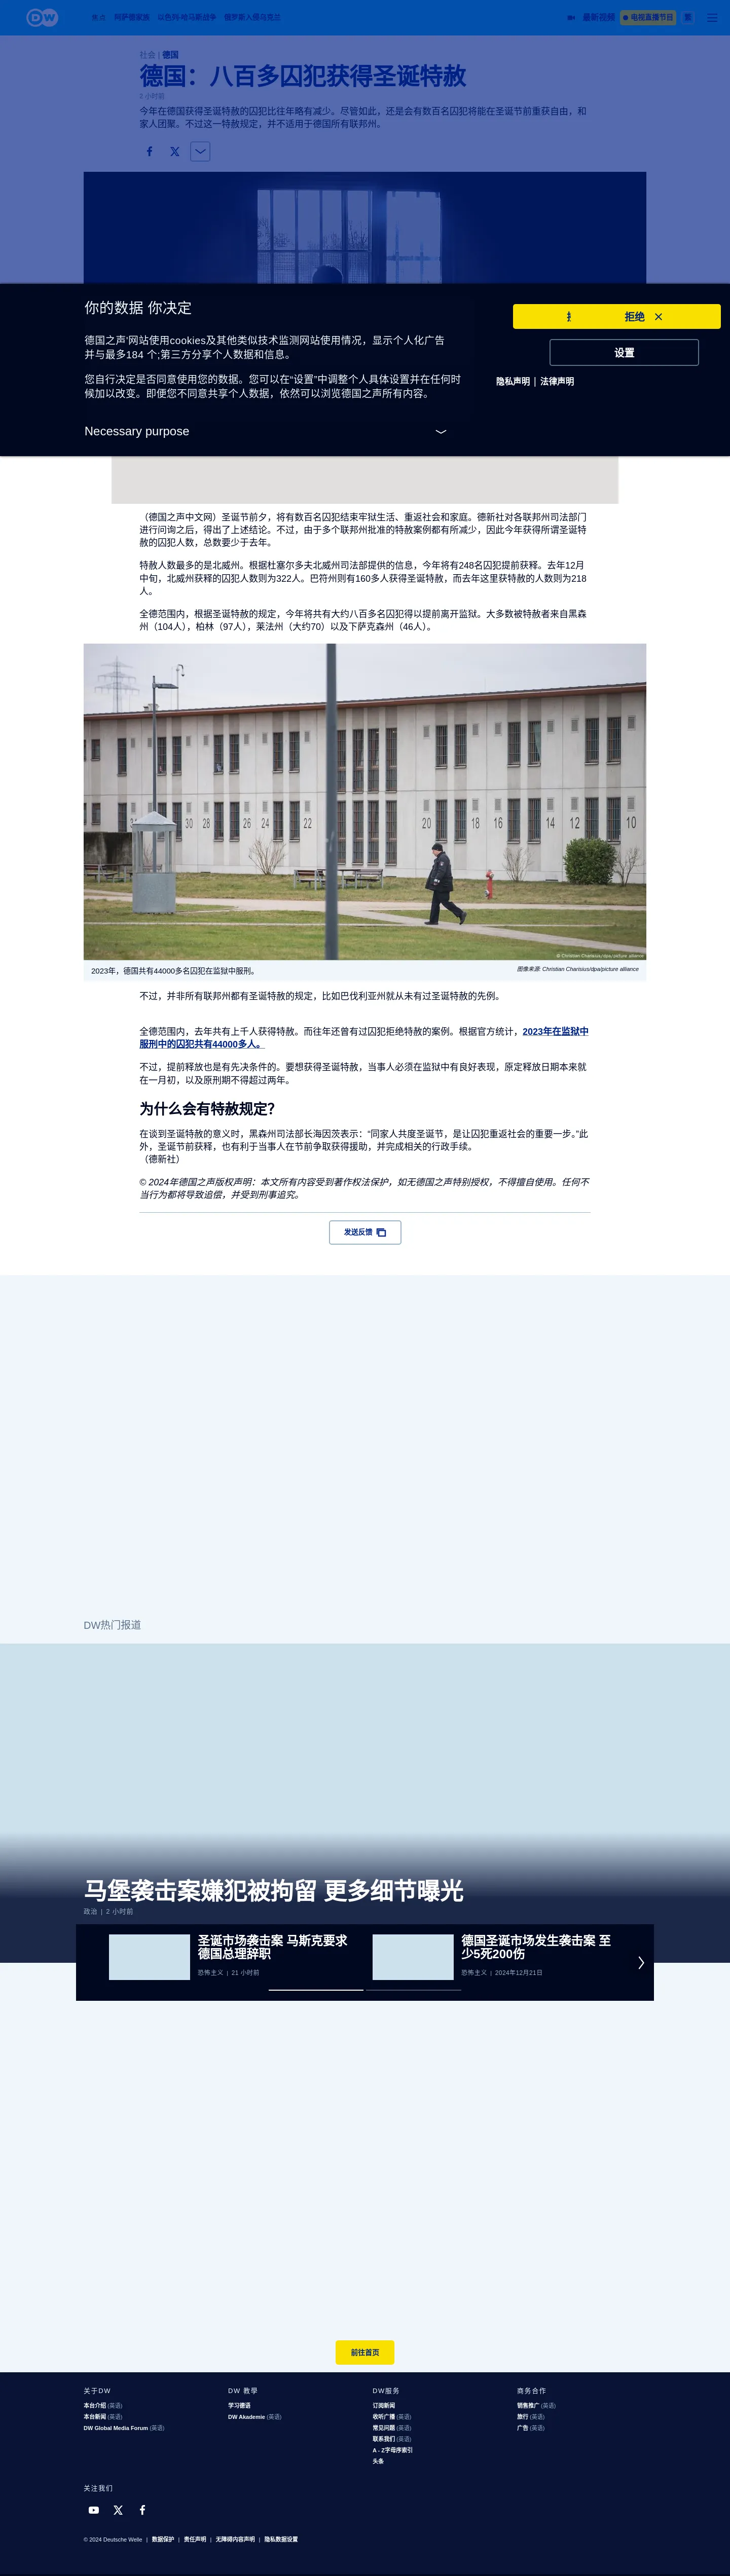 DW
焦点 阿萨德家族 以色列-哈马斯战争 俄罗斯入侵乌克兰
最新视频 电视直播节目 繁
社会 | 德国
德国：八百多囚犯获得圣诞特赦
2 小时前
今年在德国获得圣诞特赦的囚犯比往年略有减少。尽管如此，还是会有数百名囚犯将能在圣诞节前重获自由，和
家人团聚。不过这一特赦规定，并不适用于德国所有联邦州。
你的数据 你决定
拒绝
德国之声'网站使用cookies及其他类似技术监测网站使用情况，显示个人化广告
并与最多184 个;第三方分享个人数据和信息。
设置
隐私声明 | 法律声明
您自行决定是否同意使用您的数据。您可以在“设置”中调整个人具体设置并在任何时
候加以改变。即便您不同意共享个人数据，依然可以浏览德国之声所有内容。
Necessary purpose
（德国之声中文网）圣诞节前夕，将有数百名囚犯结束牢狱生活、重返社会和家庭。德新社对各联邦州司法部门
进行问询之后，得出了上述结论。不过，由于多个联邦州批准的特赦案例都有所减少，因此今年获得所谓圣诞特
赦的囚犯人数，总数要少于去年。
特赦人数最多的是北威州。根据杜塞尔多夫北威州司法部提供的信息，今年将有248名囚犯提前获释。去年12月
中旬，北威州获释的囚犯人数则为322人。巴符州则有160多人获得圣诞特赦，而去年这里获特赦的人数则为218
人。
全德范围内，根据圣诞特赦的规定，今年将共有大约八百多名囚犯得以提前离开监狱。大多数被特赦者来自黑森
州（104人），柏林（97人），莱法州（大约70）以及下萨克森州（46人）。
30 28 26 24 22 20 18 16 14 12 10
© Christian Charisius/dpa/picture alliance
2023年，德国共有44000多名囚犯在监狱中服刑。
图像来源: Christian Charisius/dpa/picture alliance
不过，并非所有联邦州都有圣诞特赦的规定，比如巴伐利亚州就从未有过圣诞特赦的先例。
全德范围内，去年共有上千人获得特赦。而往年还曾有过囚犯拒绝特赦的案例。根据官方统计，2023年在监狱中
服刑中的囚犯共有44000多人。
不过，提前释放也是有先决条件的。要想获得圣诞特赦，当事人必须在监狱中有良好表现，原定释放日期本来就
在一月初，以及原刑期不得超过两年。
为什么会有特赦规定？
在谈到圣诞特赦的意义时，黑森州司法部长海因茨表示：“同家人共度圣诞节，是让囚犯重返社会的重要一步。”此
外，圣诞节前获释，也有利于当事人在节前争取获得援助，并完成相关的行政手续。
（德新社）
© 2024年德国之声版权声明：本文所有内容受到著作权法保护，如无德国之声特别授权，不得擅自使用。任何不
当行为都将导致追偿，并受到刑事追究。
发送反馈
DW热门报道
马堡袭击案嫌犯被拘留 更多细节曝光
政治 | 2 小时前
圣诞市场袭击案 马斯克要求
德国总理辞职
恐怖主义 | 21 小时前
德国圣诞市场发生袭击案 至
少5死200伤
恐怖主义 | 2024年12月21日
前往首页
关于DW
本台介绍 (英语)
本台新闻 (英语)
DW Global Media Forum (英语)
DW 教學
学习德语
DW Akademie (英语)
DW服务
订阅新闻
收听广播 (英语)
常见问题 (英语)
联系我们 (英语)
A - Z字母序索引
头条
商务合作
销售推广 (英语)
旅行 (英语)
广告 (英语)
关注我们
© 2024 Deutsche Welle | 数据保护 | 责任声明 | 无障碍内容声明 | 隐私数据设置